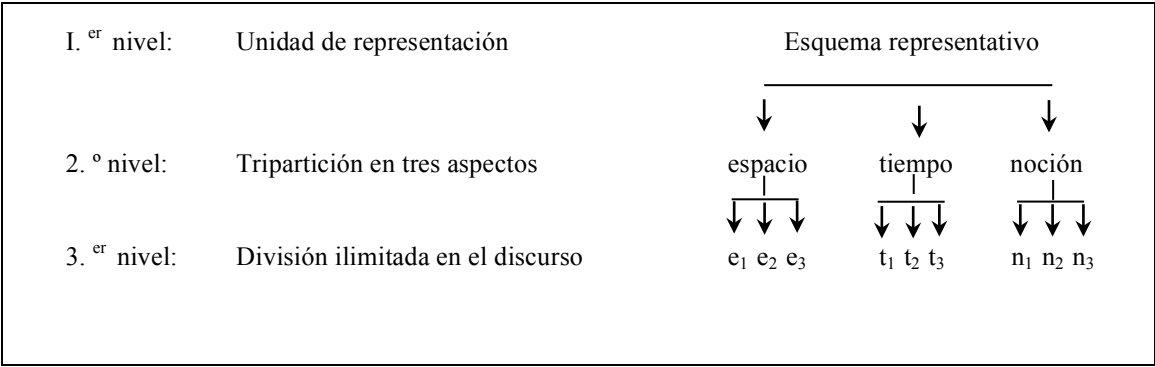 I. er nivel: Unidad de representación Esquema representativo
2. º nivel: Tripartición en tres aspectos espacio tiempo noción
3. er nivel: División ilimitada en el discurso e1 e2 e3 t1 t2 t3 n1 n2 n3